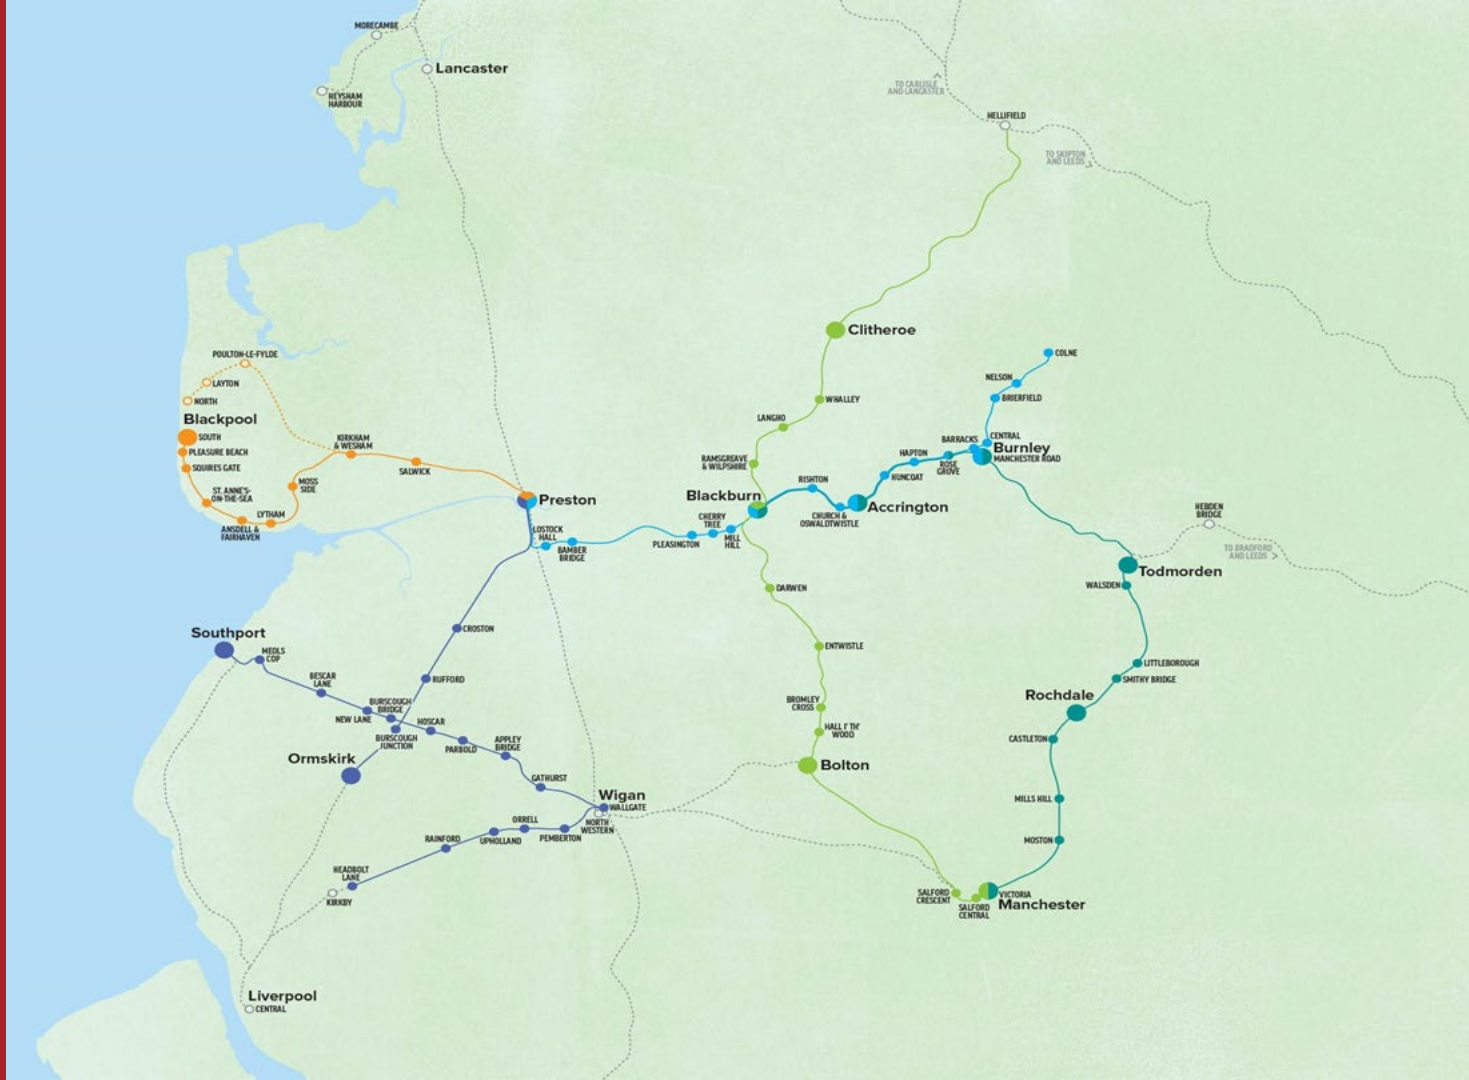 MORECAMBE
Lancaster
HEYSHAM
HARBOUR
TO CARLISLE
AND LANCASTER
HELLIFIELD
TO SKIPTON
AND LEEDS
Clitheroe
COLNE
POULTON-LE-FYLDE
NELSON
LAYTON
BRIERFIELD
NORTH
WHALLEY
Blackpool
LANGHO
SOUTH
KIRKHAM
& WESHAM
BARRACKS
CENTRAL
Burnley
MANCHESTER ROAD
PLEASURE BEACH
HAPTON
ROSE
GROVE
SQUIRES GATE
SALWICK
RAMSGREAVE
& WILPSHIRE
RISHTON
HUNCOAT
MOSS
SIDE
ST. ANNE'S-
ON-THE-SEA
Preston
Blackburn
Accrington
LYTHAM
CHERRY
TREE
CHURCH &
OSWALDTWISTLE
HEBDEN
BRIDGE
ANSDELL &
FAIRHAVEN
LOSTOCK
HALL
BAMBER
BRIDGE
PLEASINGTON
MILL
HILL
TO BRADFORD
AND LEEDS >
Todmorden
DARWEN
WALSDEN
Southport
CROSTON
MEOLS
COP
ENTWISTLE
LITTLEBOROUGH
BESCAR
LANE
RUFFORD
SMITHY BRIDGE
Rochdale
BURSCOUGH
BRIDGE
BROMLEY
CROSS
NEW LANE
HOSCAR
HALL I' TH'
WOOD
BURSCOUGH
JUNCTION
PARBOLD
APPLEY
BRIDGE
CASTLETON
Ormskirk
Bolton
GATHURST
Wigan
WALLGATE
MILLS HILL
NORTH
WESTERN
ORRELL
RAINFORD
UPHOLLAND
PEMBERTON
MOSTON
HEADBOLT
LANE
KIRKBY
SALFORD
CRESCENT
VICTORIA
Manchester
SALFORD
CENTRAL
Liverpool
CENTRAL